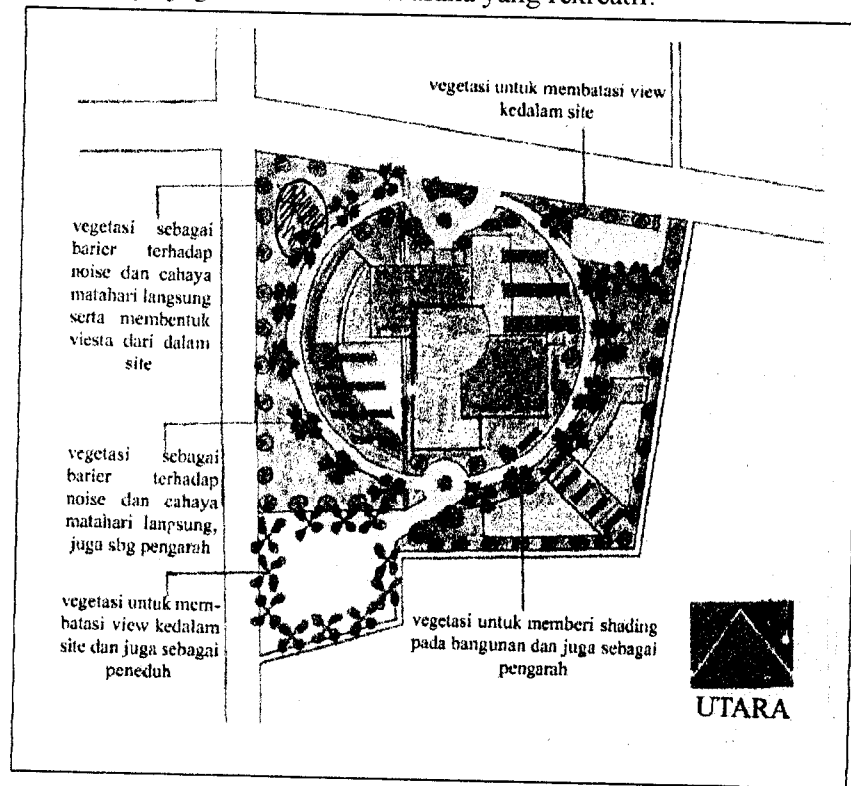 yang rekreatif.
vegetasi untuk membatasi view
kedalam site
vegetasi sebagai
barier terhadap
noise dan cahaya
matahari langsung
serta membentuk
viesta dari dalam
site
vegetasi sebagai
barier terhadap
noise dan cahaya
matahari langsung,
juga sbg pengarah
vegetasi untuk mem-
batasi view kedalam
site dan juga sebagai
peneduh
vegetasi untuk memberi shading
pada bangunan dan juga sebagai
pengarah
UTARA